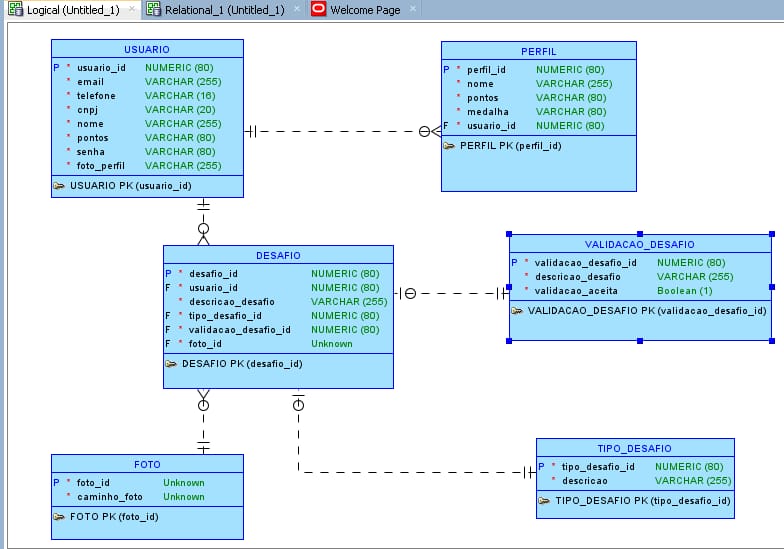 Logical (Untitled_1) Relational_1 (Untitled_1) Welcome Page
USUARIO
P * usuario_id NUMERIC (80)
* email VARCHAR (255)
* telefone VARCHAR (16)
* cnpj VARCHAR (20)
* nome VARCHAR (255)
* pontos VARCHAR (80)
* senha VARCHAR (80)
* foto_perfil VARCHAR (255)
USUARIO PK (usuario_id)
PERFIL
P * perfil_id NUMERIC (80)
* nome VARCHAR (255)
* pontos VARCHAR (80)
* medalha VARCHAR (80)
F * usuario_id NUMERIC (80)
PERFIL PK (perfil_id)
DESAFIO
P * desafio_id NUMERIC (80)
F * usuario_id NUMERIC (80)
* descricao_desafio VARCHAR (255)
F * tipo_desafio_id NUMERIC (80)
F * validacao_desafio_id NUMERIC (80)
F * foto_id Unknown
DESAFIO PK (desafio_id)
VALIDACAO_DESAFIO
P * validacao_desafio_id NUMERIC (80)
* descricao_desafio VARCHAR (255)
* validacao_aceita Boolean (1)
VALIDACAO_DESAFIO PK (validacao_desafio_id)
FOTO
P * foto_id Unknown
* caminho_foto Unknown
FOTO PK (foto_id)
TIPO_DESAFIO
P * tipo_desafio_id NUMERIC (80)
* descricao VARCHAR (255)
TIPO_DESAFIO PK (tipo_desafio_id)